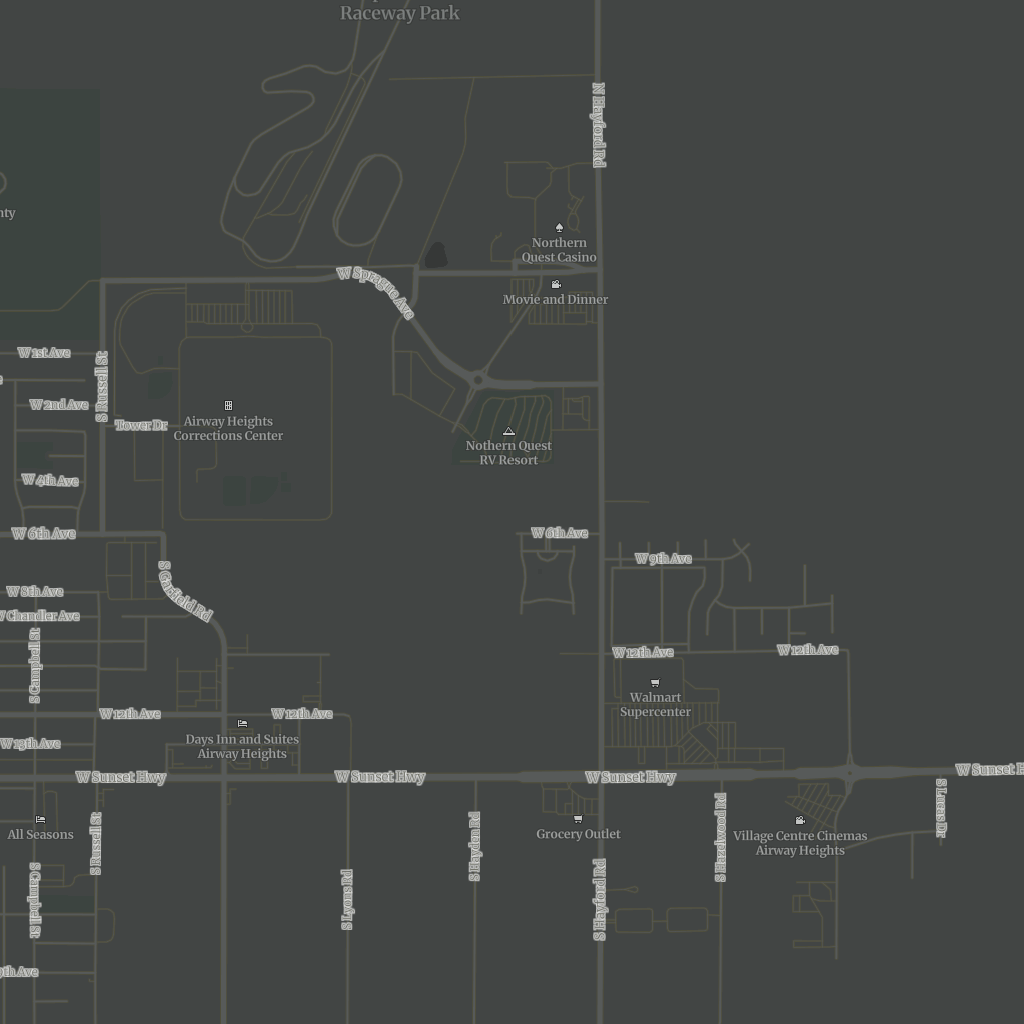 Raceway Park
N Hayford Rd
nty
Northern
Quest Casino
W Sprague Ave
Movie and Dinner
W 1st Ave
S Russell St
W 2nd Ave
Tower Dr
Airway Heights
Corrections Center
Nothern Quest
RV Resort
W 4th Ave
W 6th Ave
W 6th Ave
W 9th Ave
S Garfield Rd
W 8th Ave
W Chandler Ave
S Campbell St
W 12th Ave
W 12th Ave
Walmart
Supercenter
W 12th Ave
W 12th Ave
W 13th Ave
Days Inn and Suites
Airway Heights
W Sunset Hwy
W Sunset Hwy
W Sunset Hwy
W Sunset H
S Lucas Dr
All Seasons
S Russell St
S Hayden Rd
Grocery Outlet
S Hazelwood Rd
Village Centre Cinemas
Airway Heights
S Campbell St
S Lyons Rd
S Hayford Rd
9th Ave